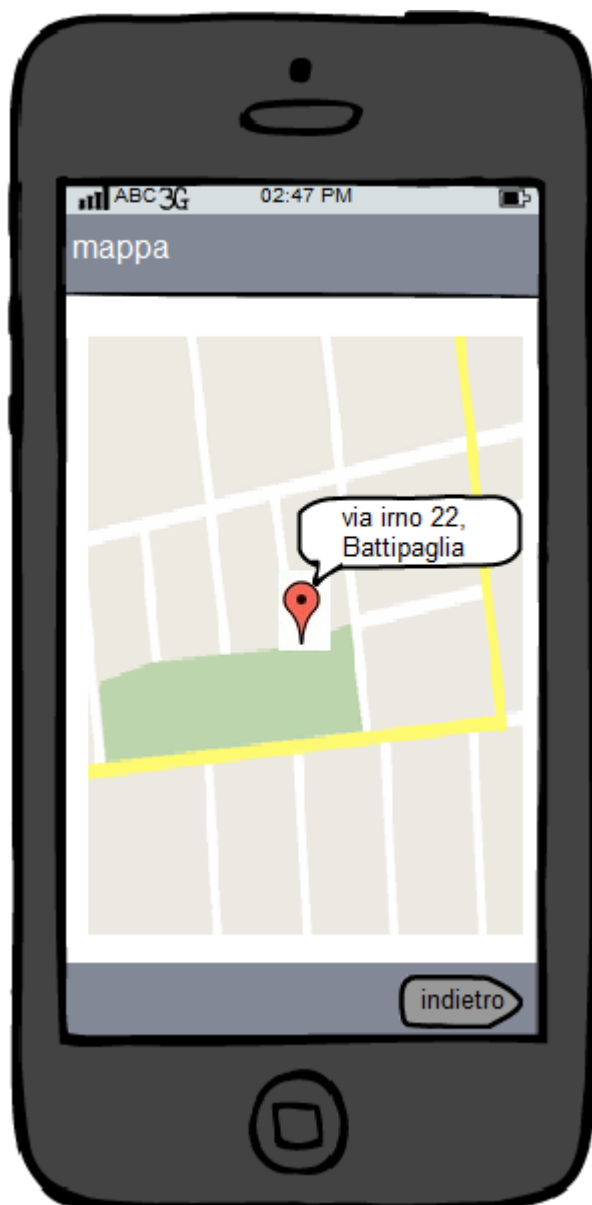 ABC 3G 02:47 PM
mappa
via irno 22,
Battipaglia
indietro